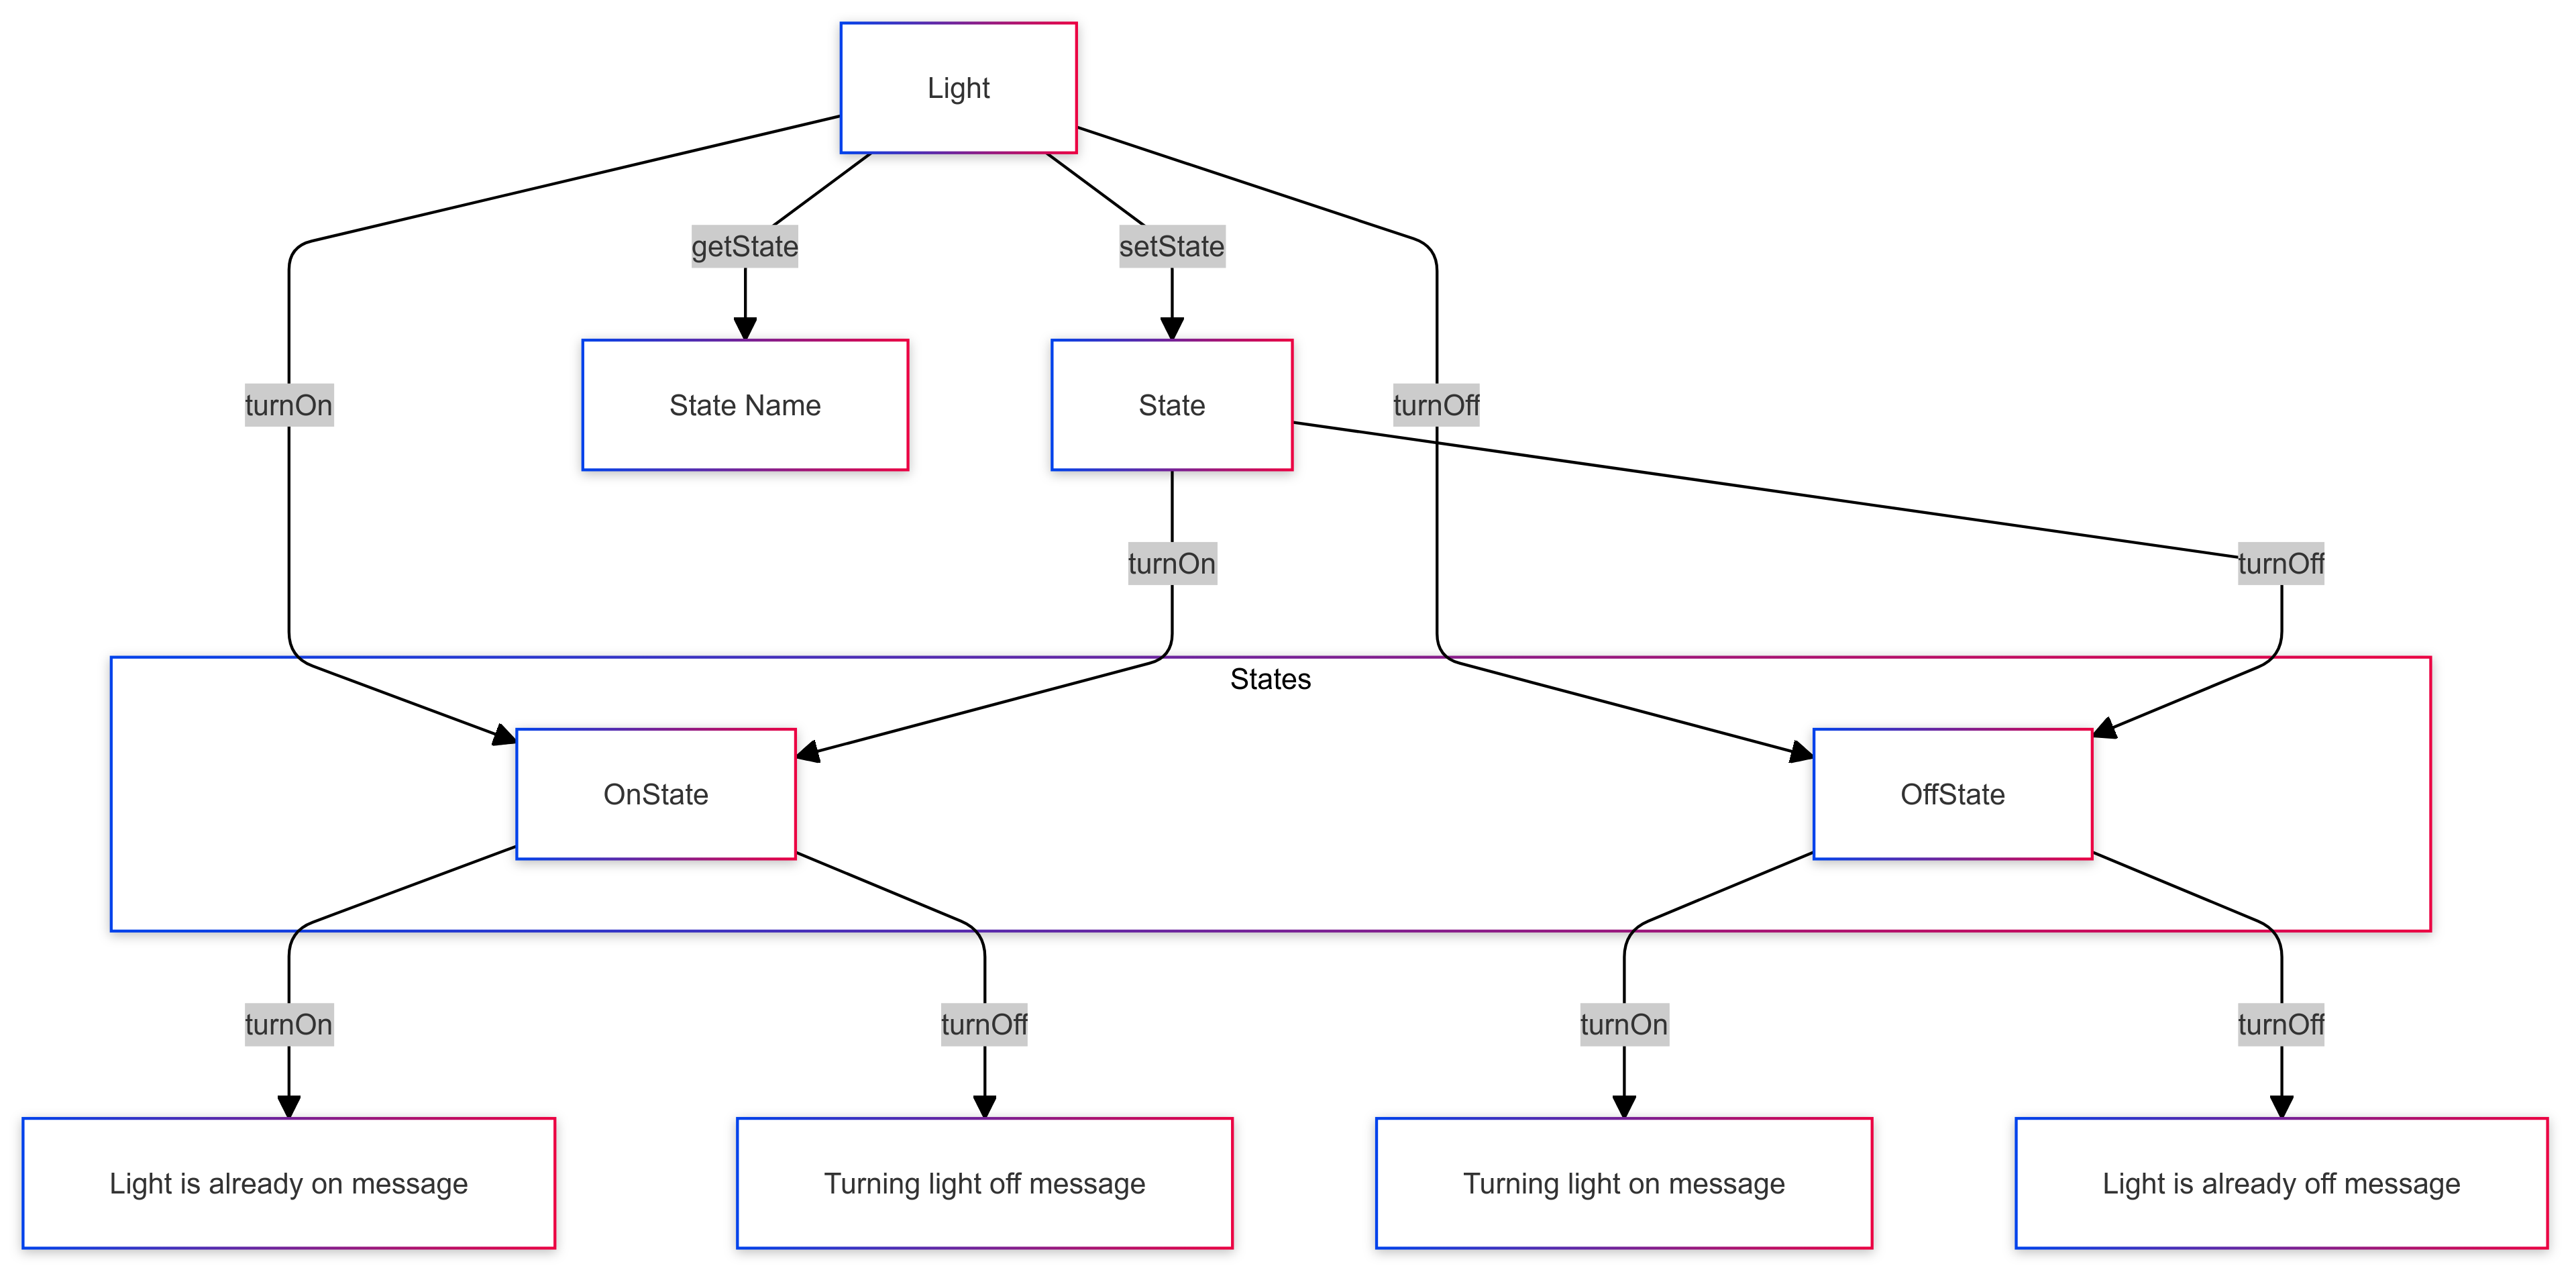 Light
getState
setState
turnOn
State Name
State
turnOff
turnOn
turnOff
States
OnState
OffState
turnOn
turnOff
turnOn
turnOff
Light is already on message
Turning light off message
Turning light on message
Light is already off message